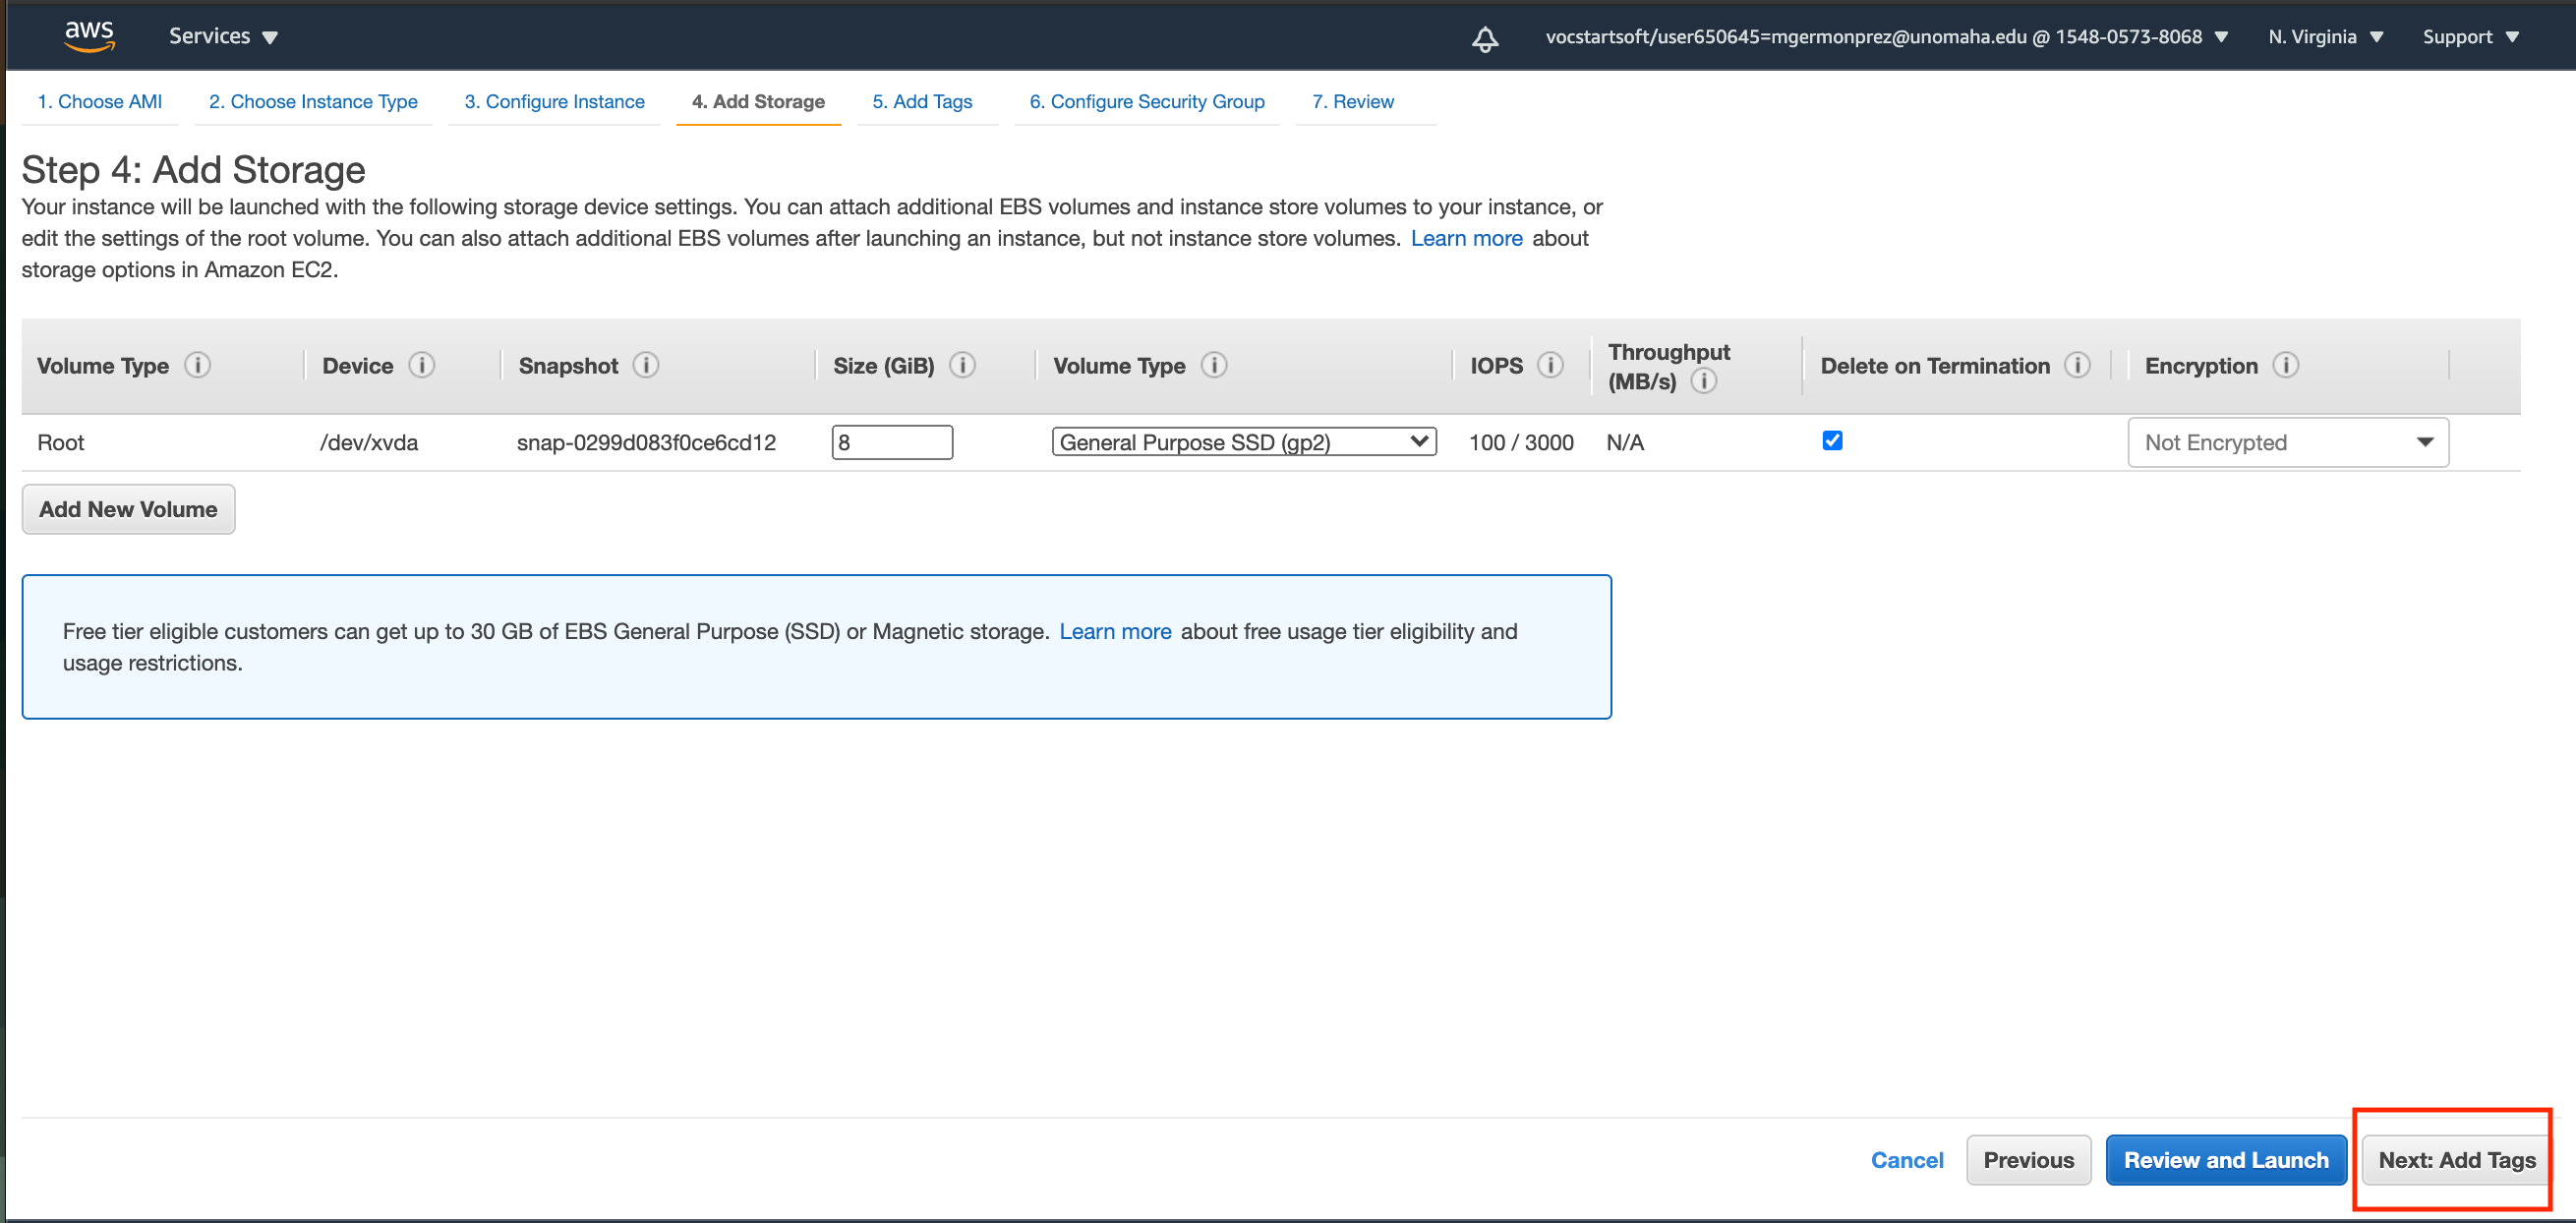 aws Services vocstartsoft/user650645=mgermonprez@unomaha.edu @ 1548-0573-8068 N. Virginia Support
1. Choose AMI 2. Choose Instance Type 3. Configure Instance 4. Add Storage 5. Add Tags 6. Configure Security Group 7. Review
Step 4: Add Storage
Your instance will be launched with the following storage device settings. You can attach additional EBS volumes and instance store volumes to your instance, or
edit the settings of the root volume. You can also attach additional EBS volumes after launching an instance, but not instance store volumes. Learn more about
storage options in Amazon EC2.
Volume Type i Device i Snapshot i Size (GiB) i Volume Type i IOPS i Throughput (MB/s) i Delete on Termination i Encryption i
Root /dev/xvda snap-0299d083f0ce6cd12 8 General Purpose SSD (gp2) 100 / 3000 N/A Not Encrypted
Add New Volume
Free tier eligible customers can get up to 30 GB of EBS General Purpose (SSD) or Magnetic storage. Learn more about free usage tier eligibility and
usage restrictions.
Cancel Previous Review and Launch Next: Add Tags